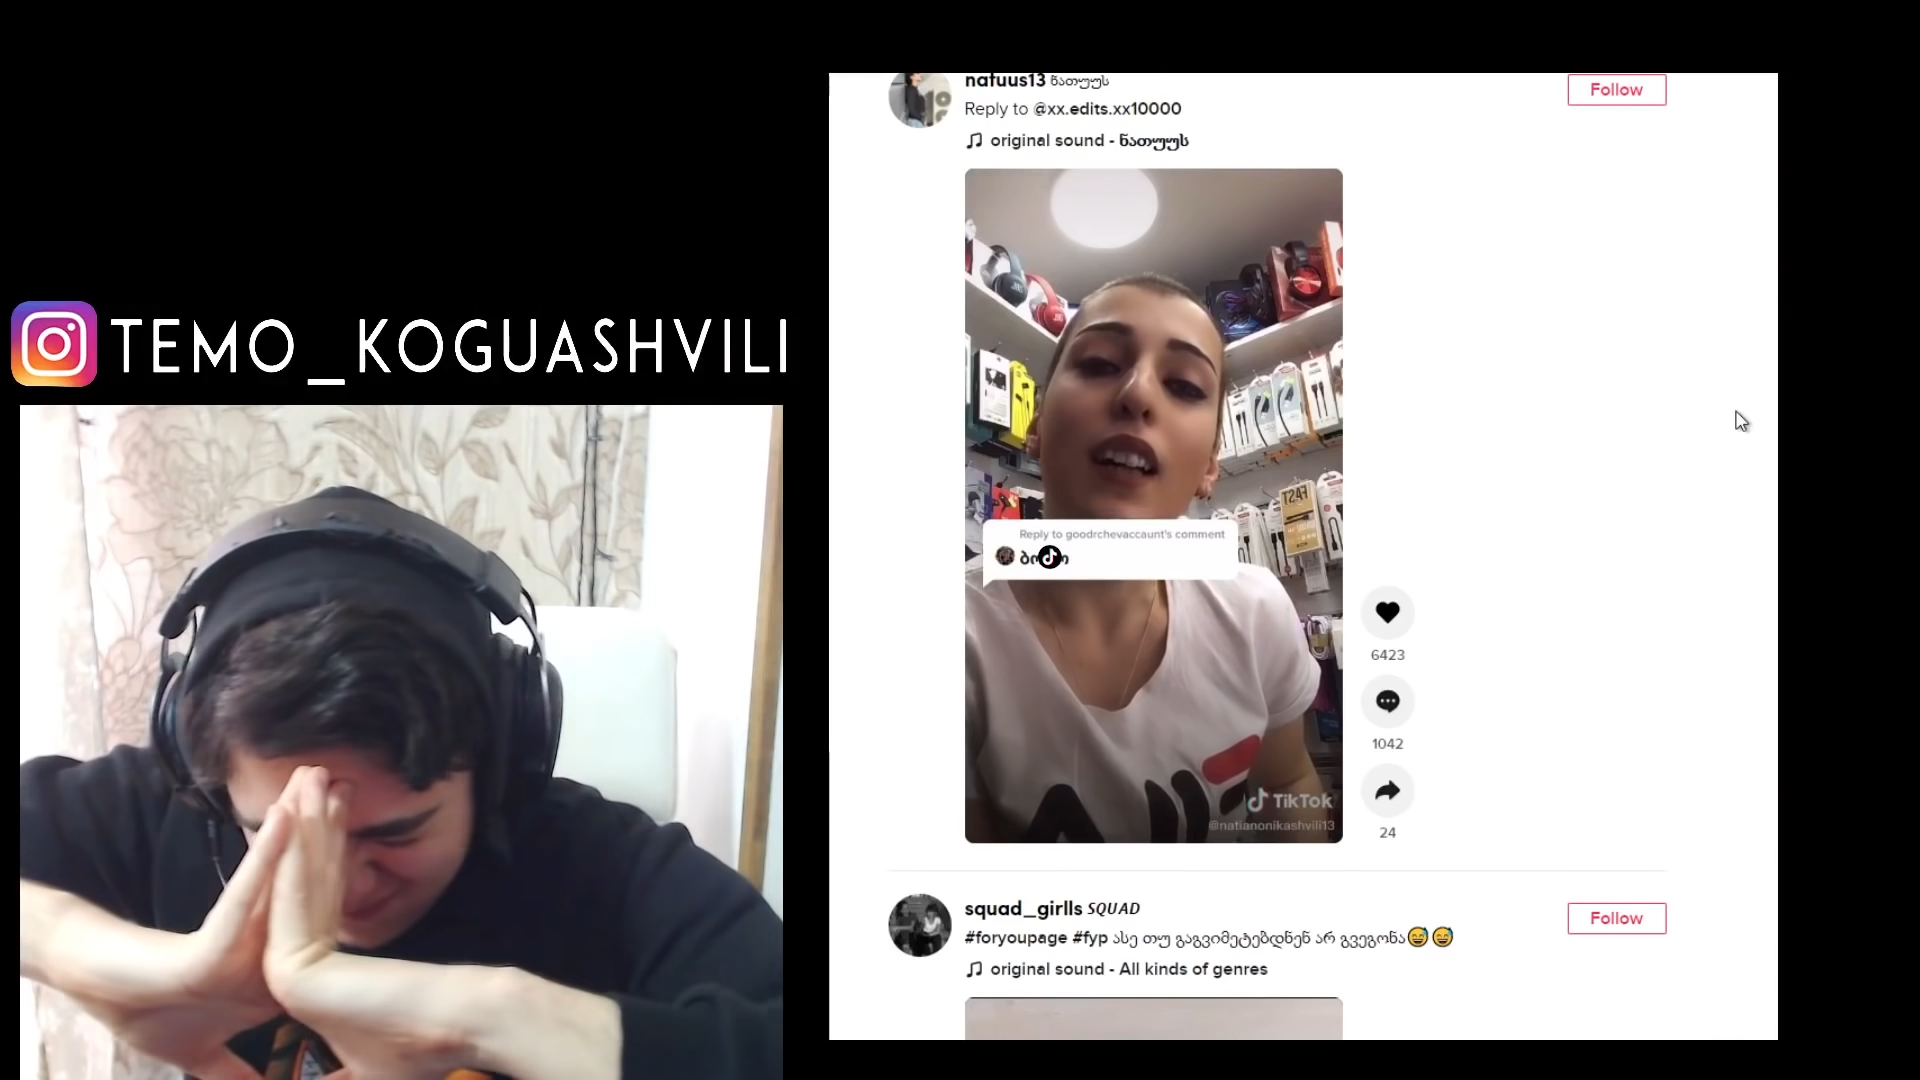 TEMO_KOGUASHVILI
natuus13 ნათუუს
Follow
Reply to @xx.edits.xx10000
original sound - ნათუუს
Reply to goodrchevaccaunt's comment
TikTok
@natianonikashvili13
6423
1042
24
squad_girlls SQUAD
Follow
#foryoupage #fyp ასე თუ გაგვიმეტებდნენ არ გვეგონა😅😅
original sound - All kinds of genres